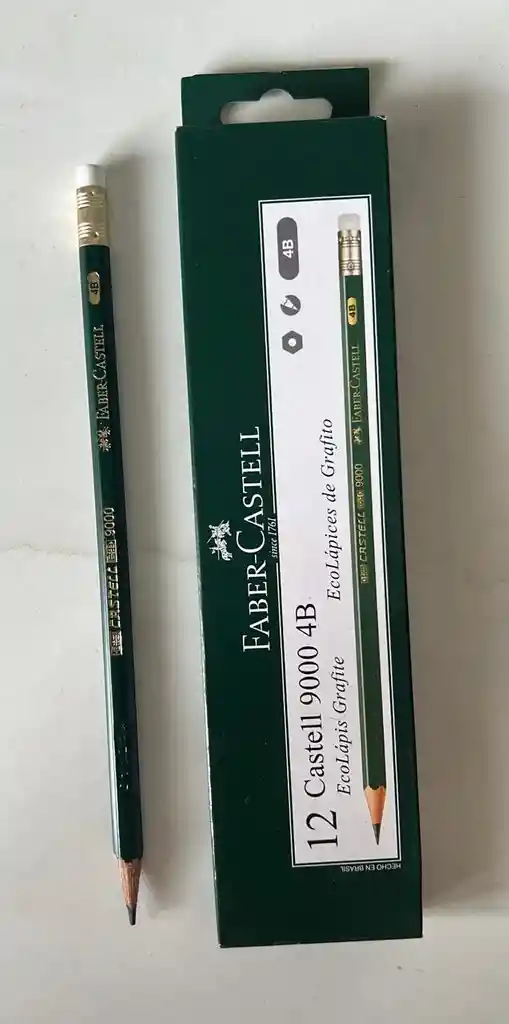 4B
FABER-CASTELL
CASTELL 9000
FABER-CASTELL
since 1761
12 Castell 9000 4B
EcoLápis Grafite
EcoLápices de Grafito
4B
4B
FABER-CASTELL
CASTELL 9000
HECHO EN BRASIL